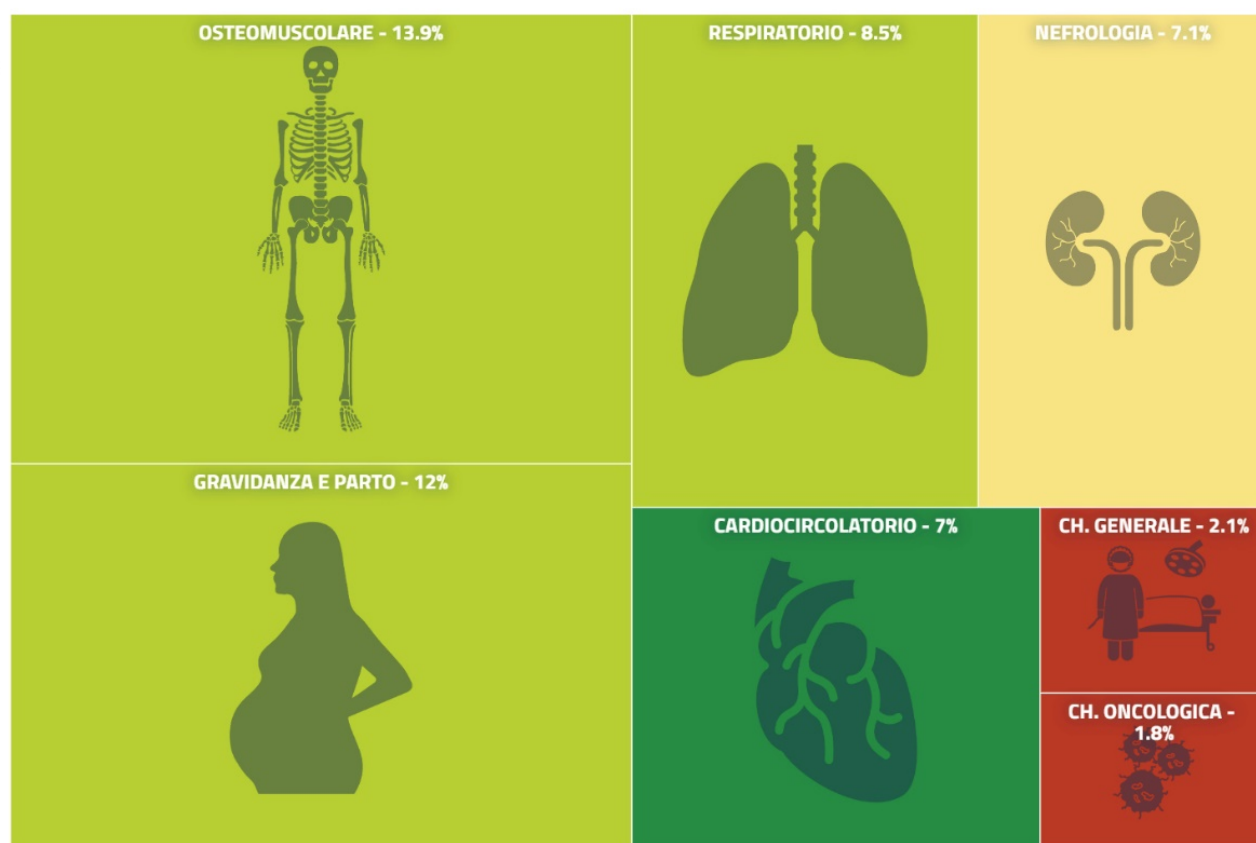 OSTEOMUSCOLARE - 13.9%
RESPIRATORIO - 8.5%
NEFROLOGIA - 7.1%
GRAVIDANZA E PARTO - 12%
CARDIOCIRCOLATORIO - 7%
CH. GENERALE - 2.1%
CH. ONCOLOGICA -
1.8%